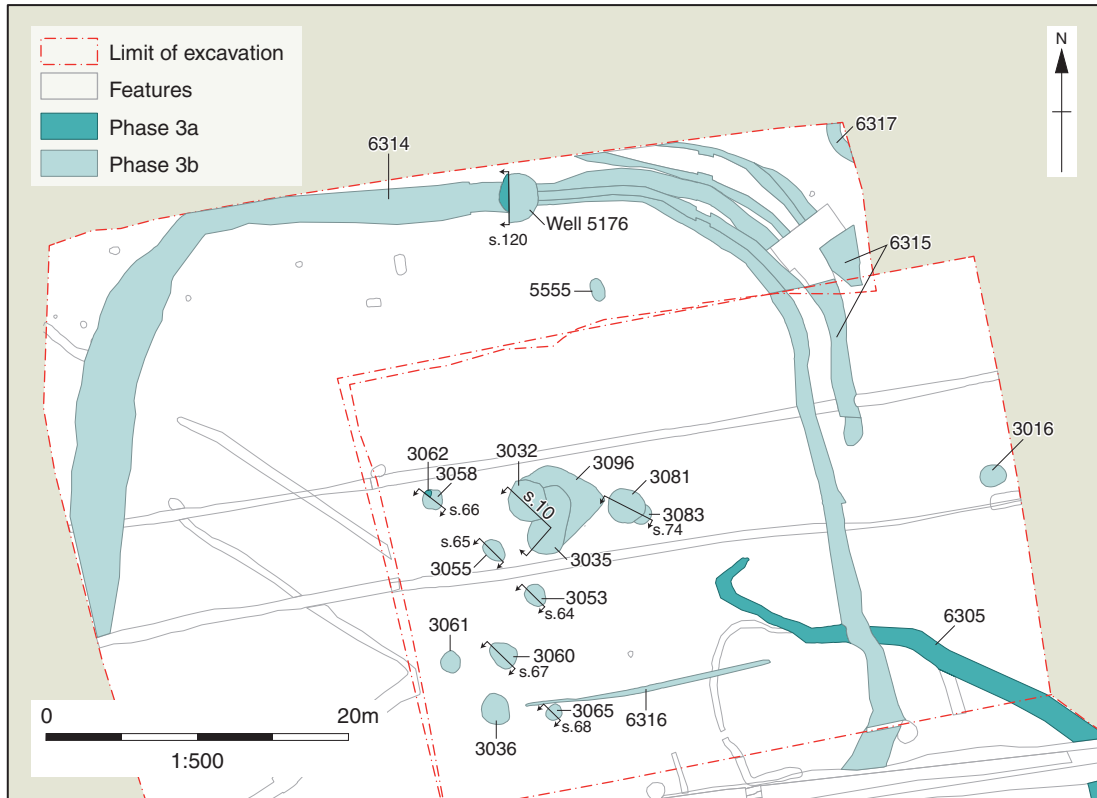 Limit of excavation
Features
Phase 3a
Phase 3b
N
6314
6317
Well 5176
s.120
6315
5555
3062
3058
s.66
3032
3096
3081
3083
s.74
3016
s.10
s.65
3055
3035
3053
s.64
3061
3060
s.67
6305
3065
s.68
6316
3036
0
20m
1:500